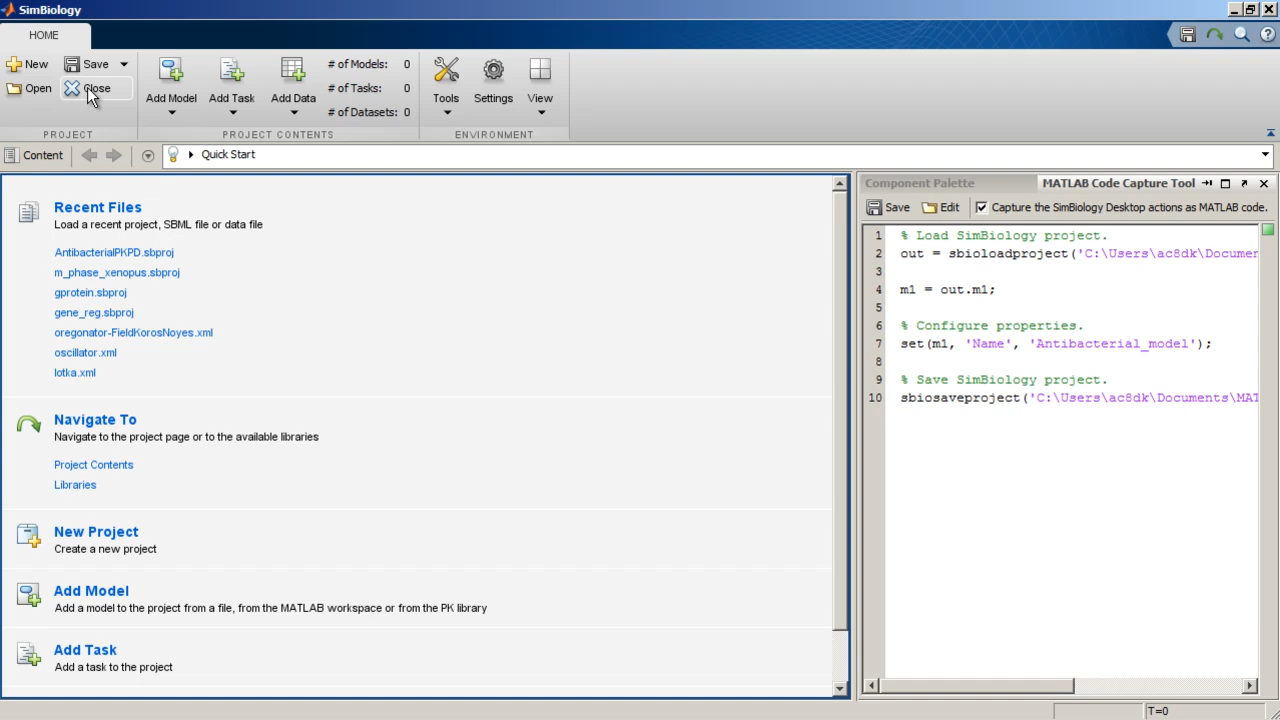 SimBiology
HOME
New
Save
Open
Close
PROJECT
Add Model
Add Task
Add Data
# of Models: 0
# of Tasks: 0
# of Datasets: 0
PROJECT CONTENTS
Tools
Settings
View
ENVIRONMENT
Content
Quick Start
Recent Files
Load a recent project, SBML file or data file
AntibacterialPKPD.sbproj
m_phase_xenopus.sbproj
gprotein.sbproj
gene_reg.sbproj
oregonator-FieldKorosNoyes.xml
oscillator.xml
lotka.xml
Navigate To
Navigate to the project page or to the available libraries
Project Contents
Libraries
New Project
Create a new project
Add Model
Add a model to the project from a file, from the MATLAB workspace or from the PK library
Add Task
Add a task to the project
Component Palette
MATLAB Code Capture Tool
Save
Edit
Capture the SimBiology Desktop actions as MATLAB code.
1 % Load SimBiology project.
2 out = sbioloadproject('C:\Users\ac8dk\Documen
3
4 m1 = out.m1;
5
6 % Configure properties.
7 set(m1, 'Name', 'Antibacterial_model');
8
9 % Save SimBiology project.
10 sbiosaveproject('C:\Users\ac8dk\Documents\MAT
T=0